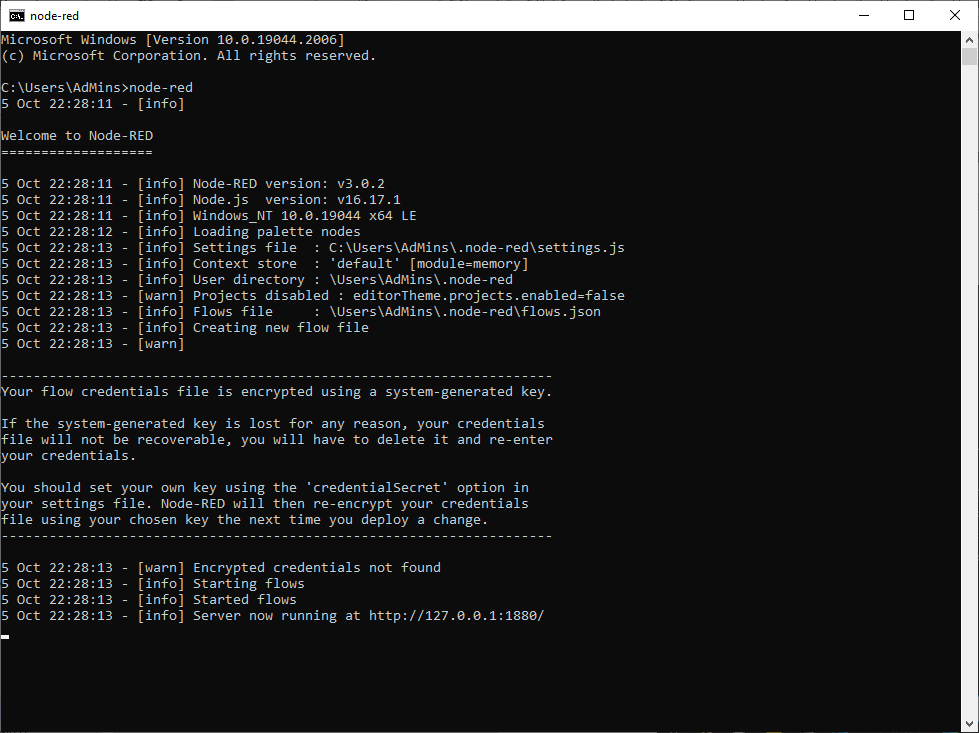 node-red
Microsoft Windows [Version 10.0.19044.2006]
(c) Microsoft Corporation. All rights reserved.
C:\Users\AdMins>node-red
5 Oct 22:28:11 - [info]
Welcome to Node-RED
===================
5 Oct 22:28:11 - [info] Node-RED version: v3.0.2
5 Oct 22:28:11 - [info] Node.js  version: v16.17.1
5 Oct 22:28:11 - [info] Windows_NT 10.0.19044 x64 LE
5 Oct 22:28:12 - [info] Loading palette nodes
5 Oct 22:28:13 - [info] Settings file  : C:\Users\AdMins\.node-red\settings.js
5 Oct 22:28:13 - [info] Context store  : 'default' [module=memory]
5 Oct 22:28:13 - [info] User directory : \Users\AdMins\.node-red
5 Oct 22:28:13 - [warn] Projects disabled : editorTheme.projects.enabled=false
5 Oct 22:28:13 - [info] Flows file     : \Users\AdMins\.node-red\flows.json
5 Oct 22:28:13 - [info] Creating new flow file
5 Oct 22:28:13 - [warn]
---------------------------------------------------------------------
Your flow credentials file is encrypted using a system-generated key.
If the system-generated key is lost for any reason, your credentials
file will not be recoverable, you will have to delete it and re-enter
your credentials.
You should set your own key using the 'credentialSecret' option in
your settings file. Node-RED will then re-encrypt your credentials
file using your chosen key the next time you deploy a change.
---------------------------------------------------------------------
5 Oct 22:28:13 - [warn] Encrypted credentials not found
5 Oct 22:28:13 - [info] Starting flows
5 Oct 22:28:13 - [info] Started flows
5 Oct 22:28:13 - [info] Server now running at http://127.0.0.1:1880/